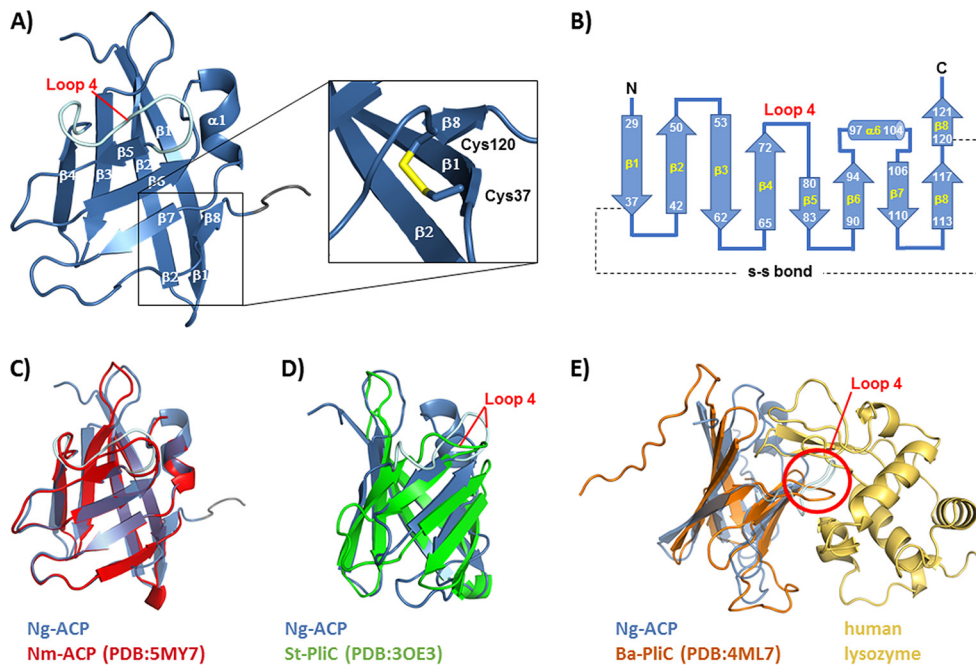 A)
Loop 4
α1
β1
β5
β4
β3
β2
β6
β7
β8
β2
β1
β8
Cys120
β1
Cys37
β2
B)
C
N
Loop 4
121
29
50
53
97 α6 104
β8
120
72
β1
β2
β3
β4
80
94
106
117
β5
β6
β7
β8
37
42
62
65
83
90
110
113
s-s bond
C)
D)
E)
Loop 4
Loop 4
Ng-ACP
Nm-ACP (PDB:5MY7)
Ng-ACP
St-PliC (PDB:3OE3)
Ng-ACP
Ba-PliC (PDB:4ML7)
human
lysozyme